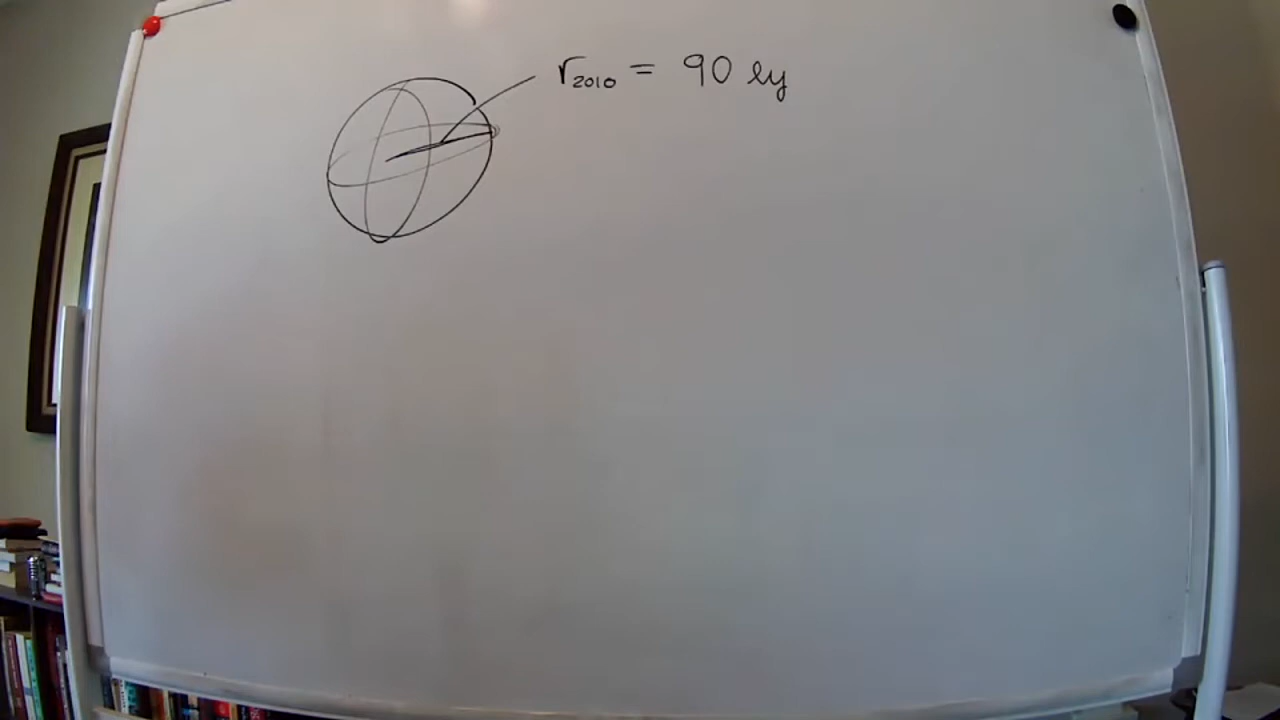 r₂₀₁₀ = 90 ly